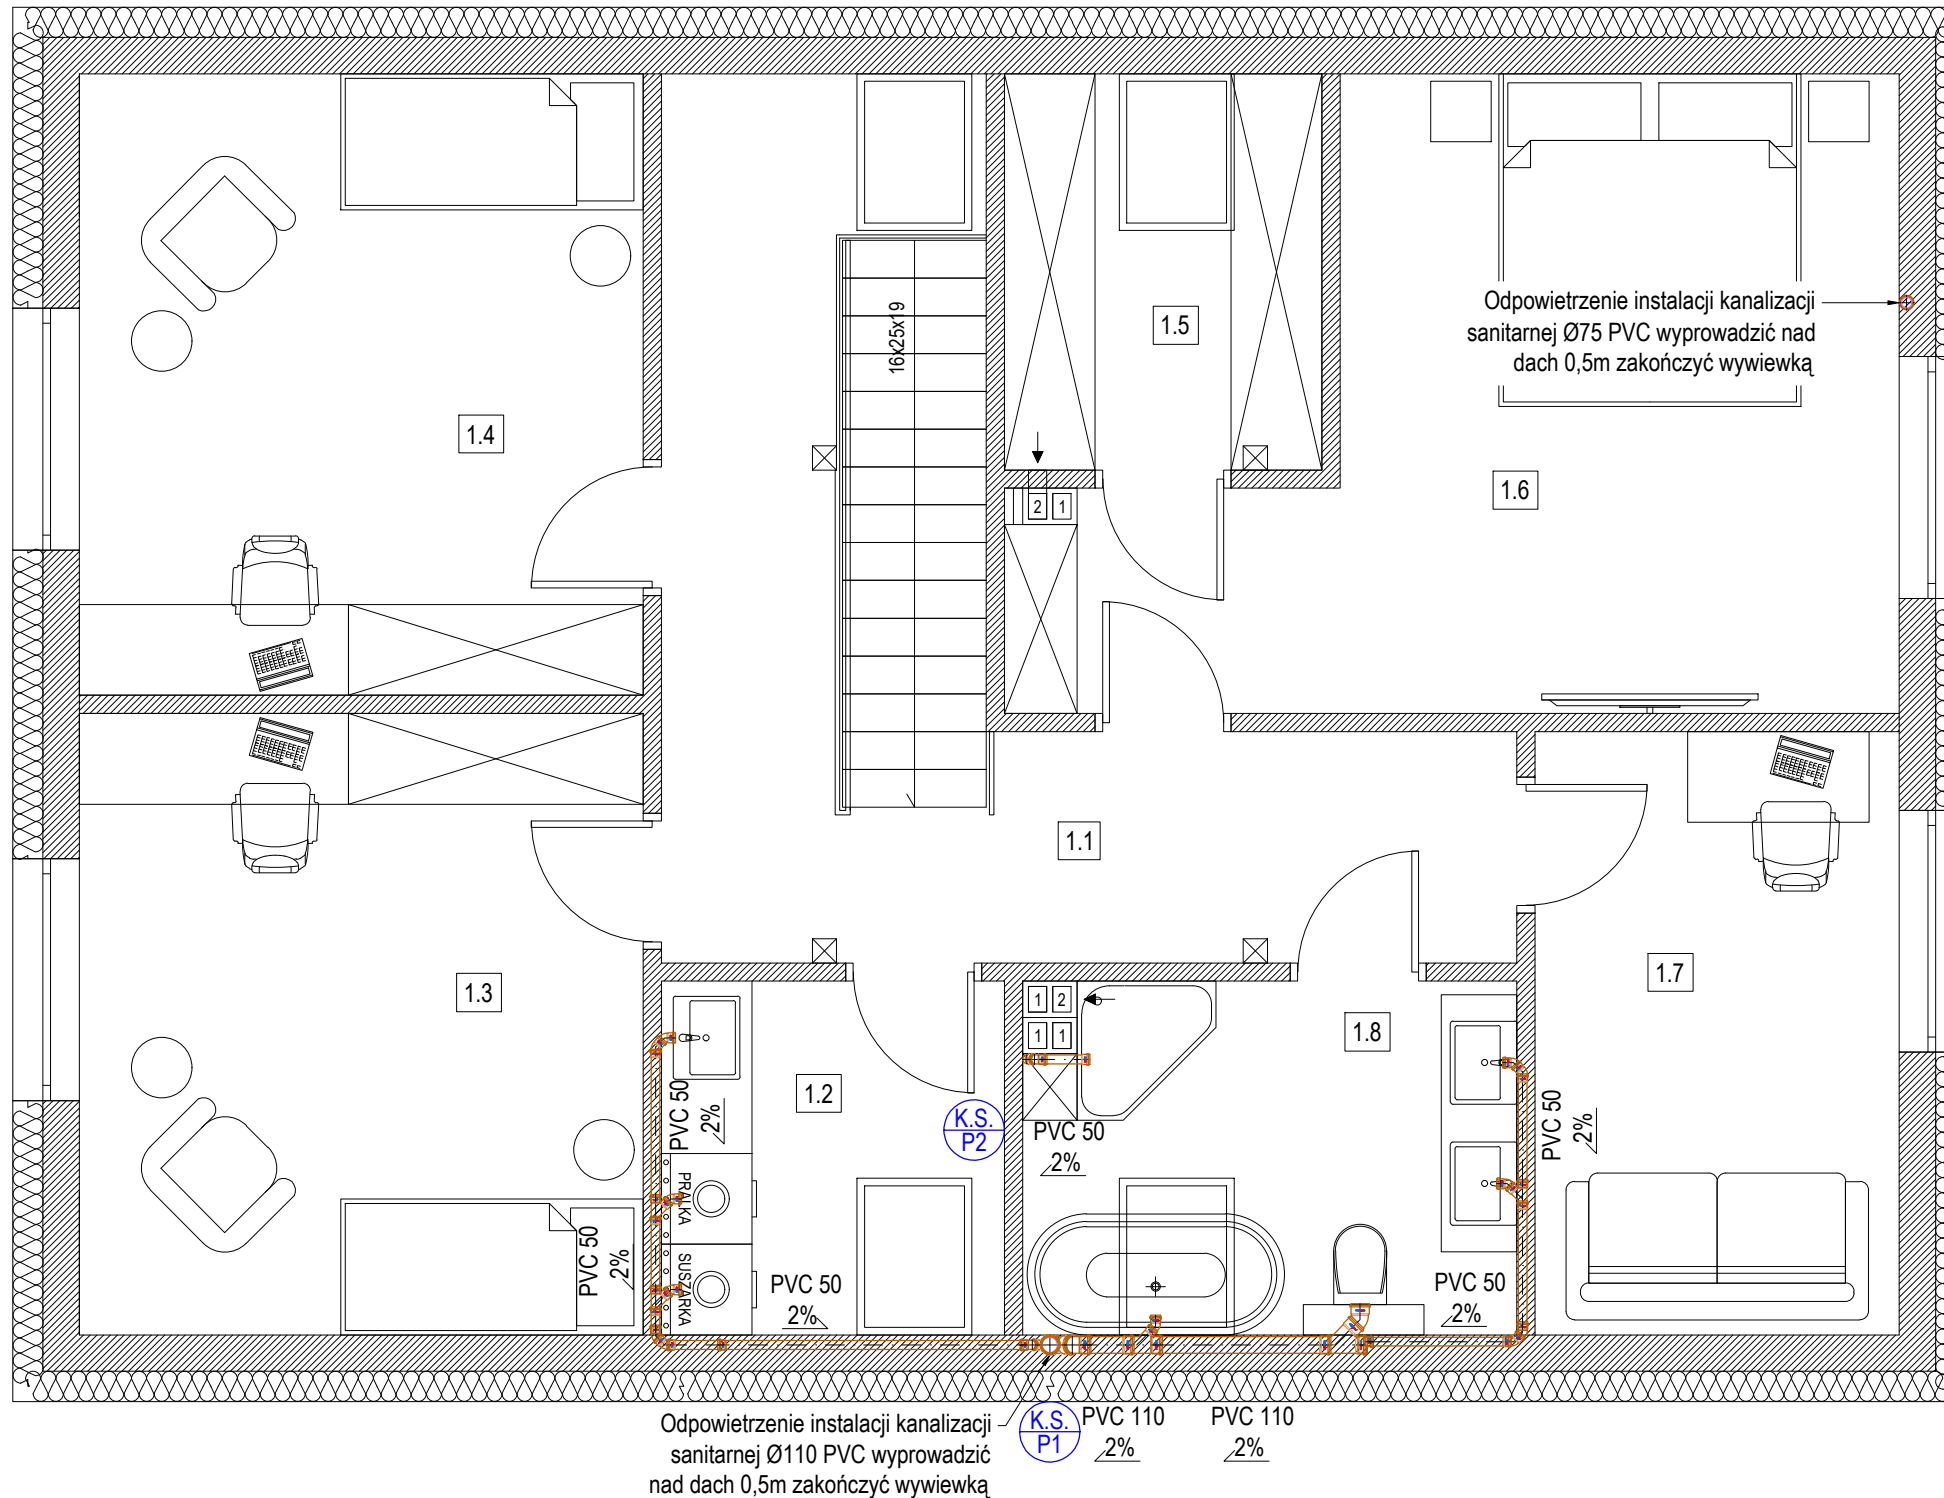 Odpowietrzenie instalacji kanalizacji
sanitarnej Ø75 PVC wyprowadzić nad
dach 0,5m zakończyć wywiewką
16x25x19
1.5
1.4
1.6
2 1
1.1
1.3
1.7
1 2
1 1
1.8
1.2
PVC 50
2%
K.S.
P2
PVC 50
2%
PVC 50
2%
PRALKA
SUSZARKA
PVC 50
2%
PVC 50
2%
PVC 50
2%
Odpowietrzenie instalacji kanalizacji
sanitarnej Ø110 PVC wyprowadzić
nad dach 0,5m zakończyć wywiewką
K.S.
P1
PVC 110
2%
PVC 110
2%